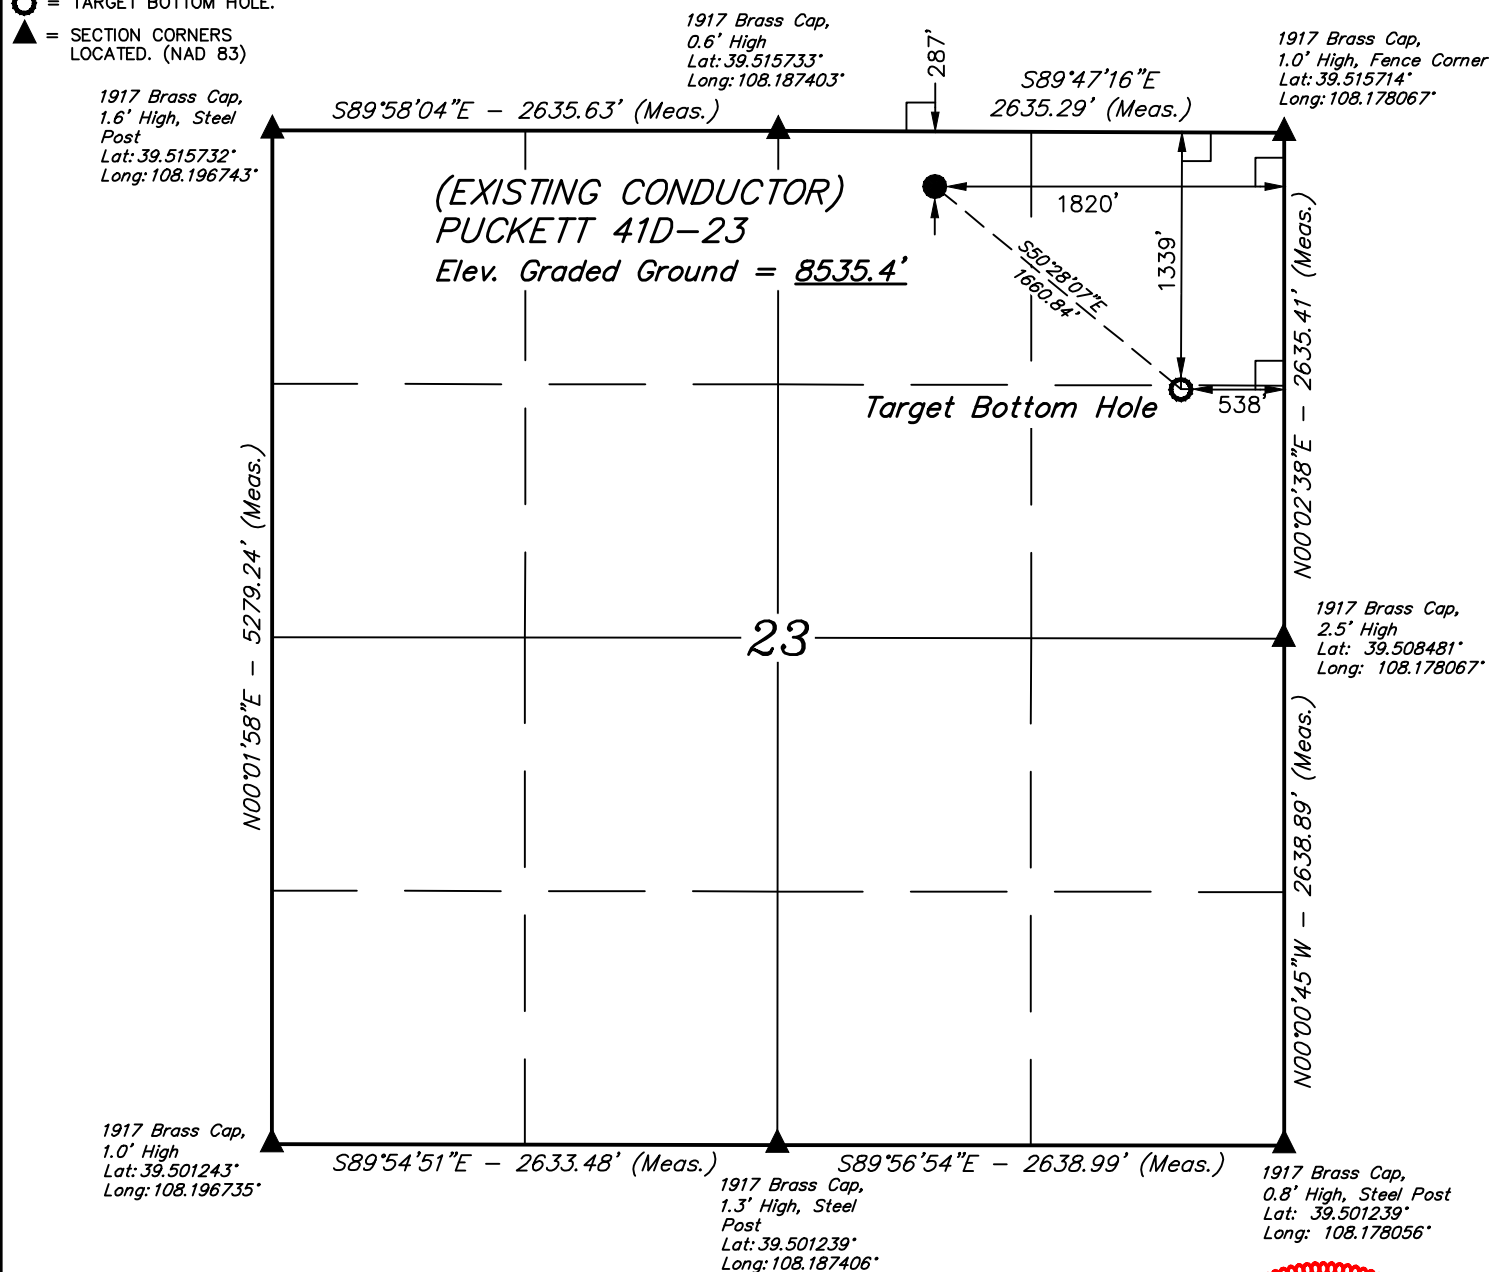 = TARGET BOTTOM HOLE.
= SECTION CORNERS
LOCATED. (NAD 83)
1917 Brass Cap,
1.6' High, Steel
Post
Lat: 39.515732°
Long: 108.196743°
S89°58'04"E - 2635.63' (Meas.)
1917 Brass Cap,
0.6' High
Lat: 39.515733°
Long: 108.187403°
287'
S89°47'16"E
2635.29' (Meas.)
1917 Brass Cap,
1.0' High, Fence Corner
Lat: 39.515714°
Long: 108.178067°
(EXISTING CONDUCTOR)
PUCKETT 41D-23
Elev. Graded Ground = 8535.4'
1820'
1339'
S50°28'07"E
1660.84'
Target Bottom Hole
538'
N00°02'38"E - 2635.41' (Meas.)
N00°01'58"E - 5279.24' (Meas.)
23
1917 Brass Cap,
2.5' High
Lat: 39.508481°
Long: 108.178067°
N00°00'45"W - 2638.89' (Meas.)
1917 Brass Cap,
1.0' High
Lat: 39.501243°
Long: 108.196735°
S89°54'51"E - 2633.48' (Meas.)
1917 Brass Cap,
1.3' High, Steel
Post
Lat: 39.501239°
Long: 108.187406°
S89°56'54"E - 2638.99' (Meas.)
1917 Brass Cap,
0.8' High, Steel Post
Lat: 39.501239°
Long: 108.178056°